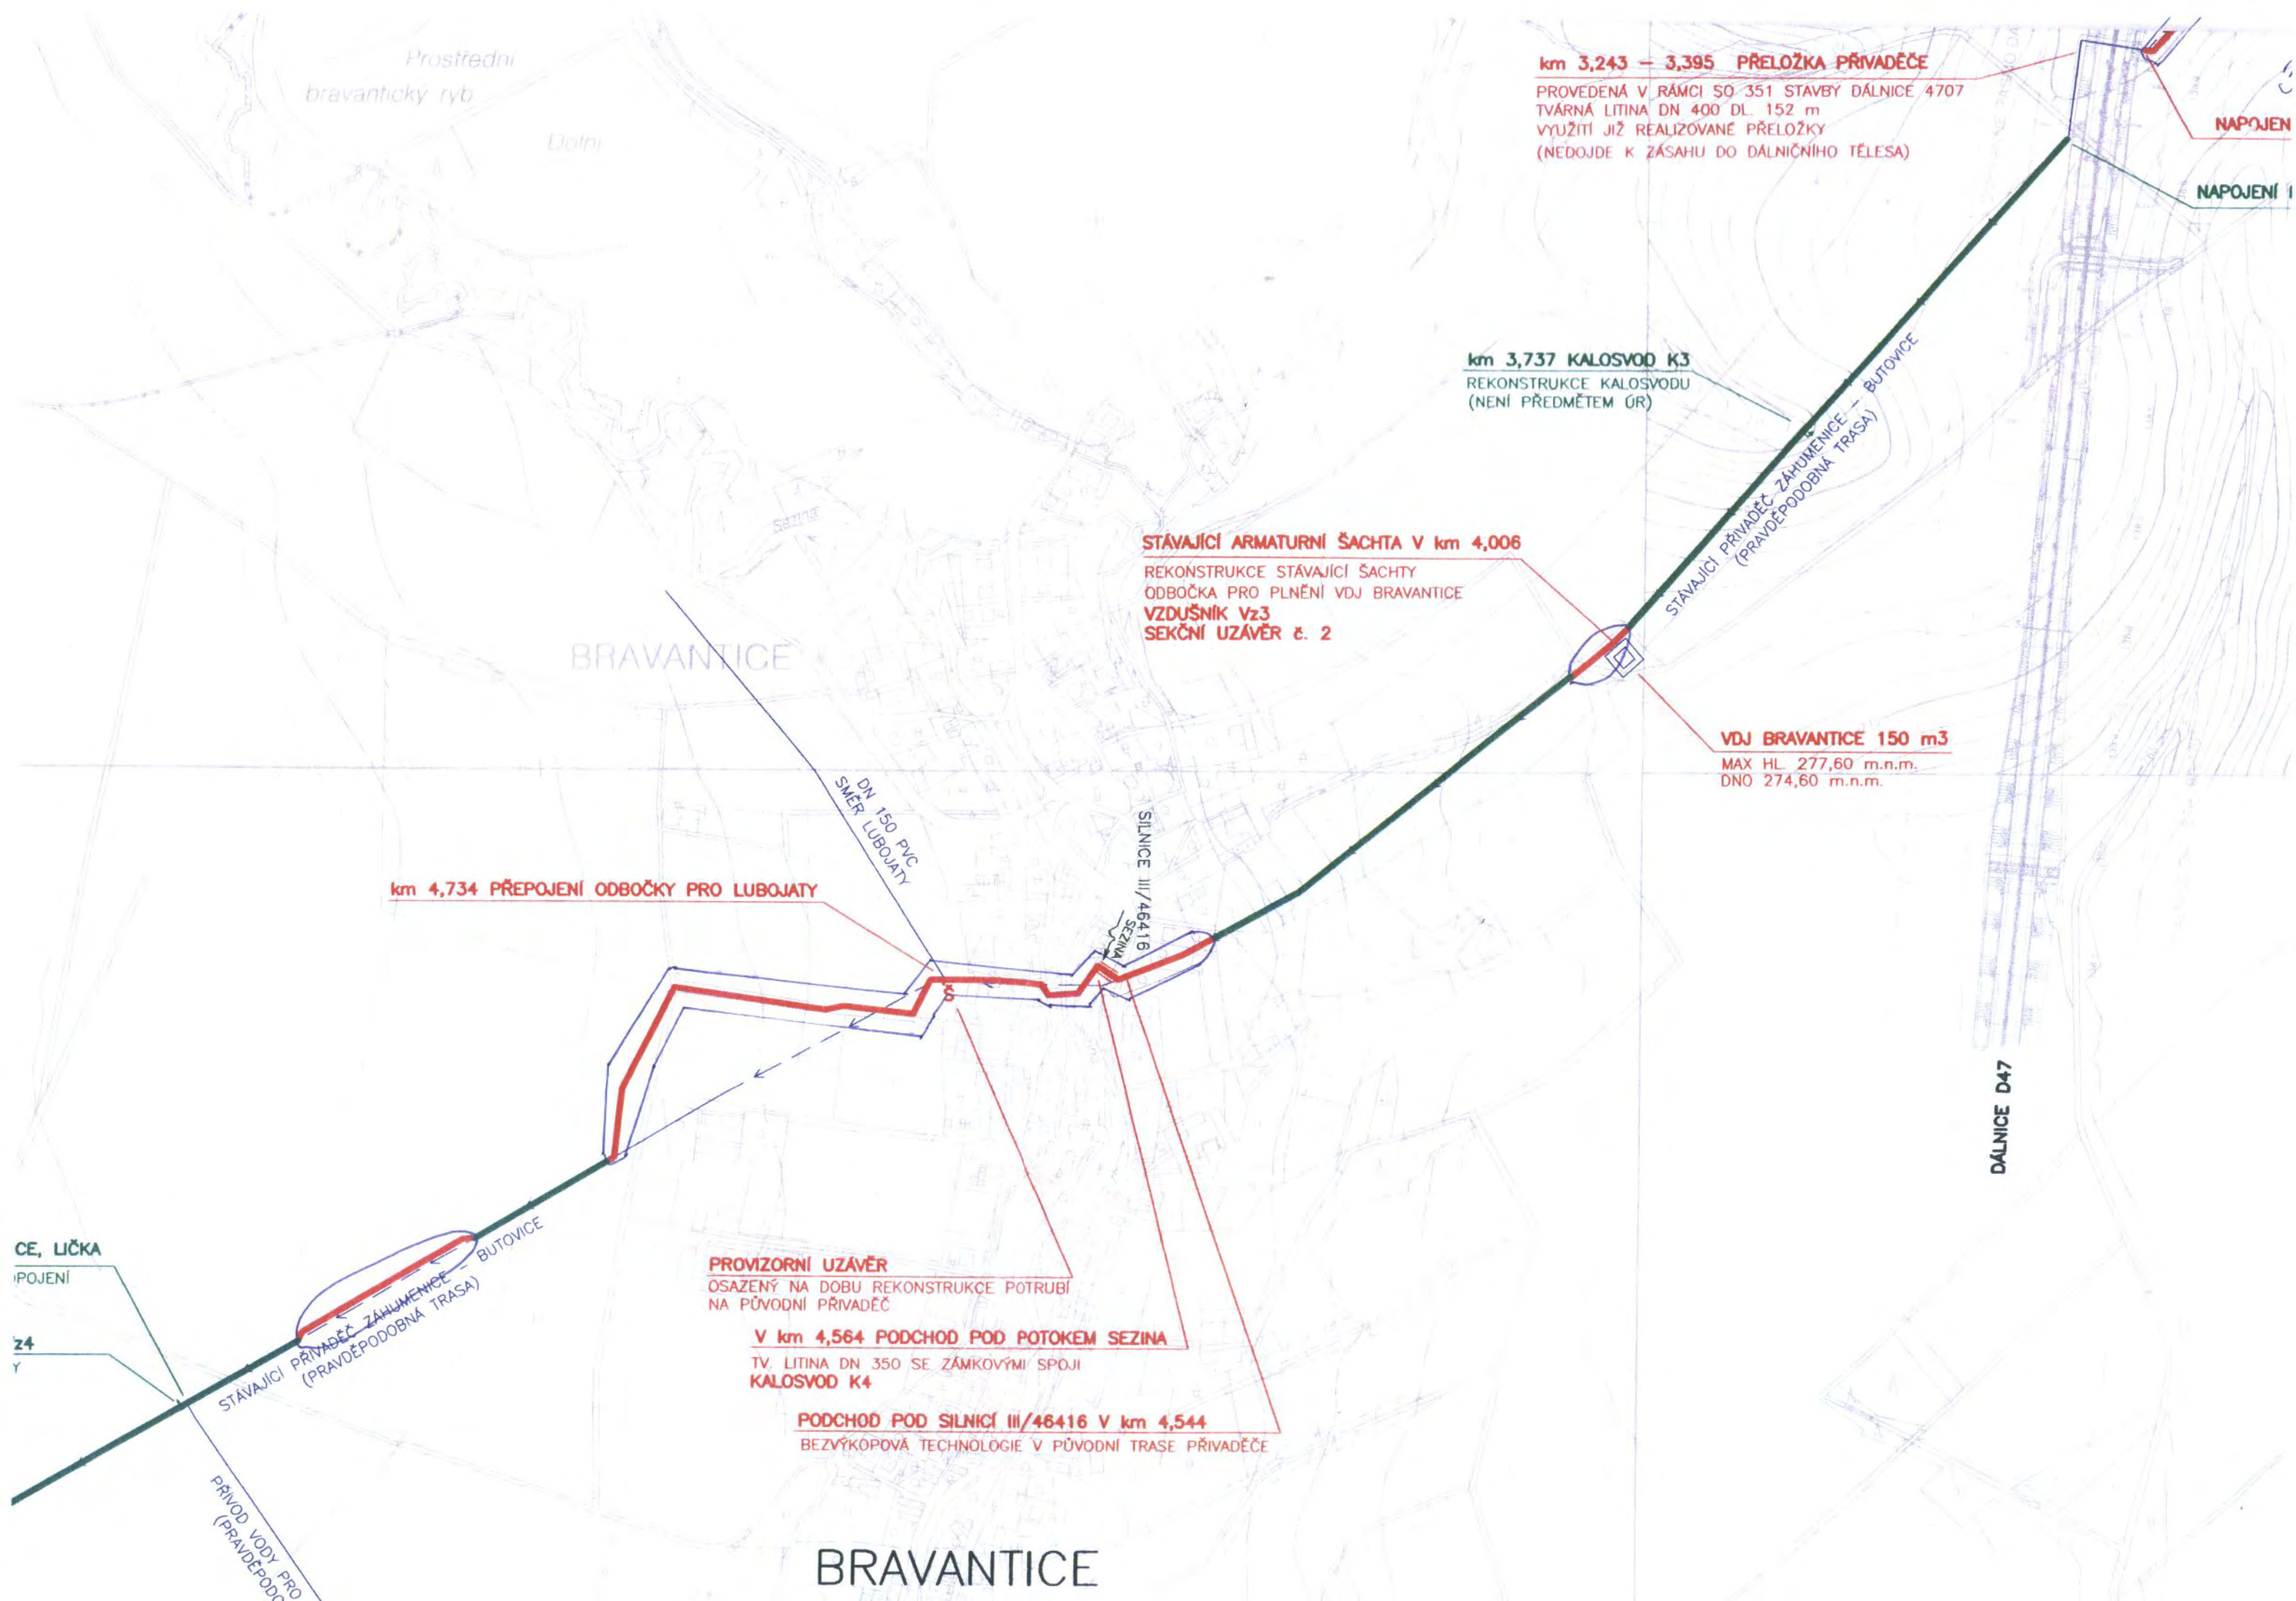 Prostřední
bravantický ryb
Dolní
km 3,243 – 3,395 PŘELOŽKA PŘIVADĚČE
PROVEDENÁ V RÁMCI SO 351 STAVBY DÁLNICE 4707
TVÁRNÁ LITINA DN 400 DL. 152 m
VYUŽITÍ JIŽ REALIZOVANÉ PŘELOŽKY
(NEDOJDE K ZÁSAHU DO DÁLNIČNÍHO TĚLESA)
NAPOJEN
NAPOJENÍ
km 3,737 KALOSVOD K3
REKONSTRUKCE KALOSVODU
(NENÍ PŘEDMĚTEM ÚR)
STÁVAJÍCÍ PŘIVADĚČ ZÁHUMENICE – BUTOVICE
(PRAVDĚPODOBNÁ TRASA)
Sezina
STÁVAJÍCÍ ARMATURNÍ ŠACHTA V km 4,006
REKONSTRUKCE STÁVAJÍCÍ ŠACHTY
ODBOČKA PRO PLNĚNÍ VDJ BRAVANTICE
VZDUŠNÍK Vz3
SEKČNÍ UZÁVĚR č. 2
BRAVANTICE
VDJ BRAVANTICE 150 m3
MAX HL. 277,60 m.n.m.
DNO 274,60 m.n.m.
DN 150 PVC
SMĚR LUBOJATY
SILNICE III/46416
SEZINA
km 4,734 PŘEPOJENÍ ODBOČKY PRO LUBOJATY
Š
DÁLNICE D47
CE, LIČKA
POJENÍ
z4
Y
STÁVAJÍCÍ PŘIVADĚČ ZÁHUMENICE – BUTOVICE
(PRAVDĚPODOBNÁ TRASA)
PROVIZORNÍ UZÁVĚR
OSAZENÝ NA DOBU REKONSTRUKCE POTRUBÍ
NA PŮVODNÍ PŘIVADĚČ
V km 4,564 PODCHOD POD POTOKEM SEZINA
TV. LITINA DN 350 SE ZÁMKOVÝMI SPOJI
KALOSVOD K4
PODCHOD POD SILNICÍ III/46416 V km 4,544
BEZVÝKOPOVÁ TECHNOLOGIE V PŮVODNÍ TRASE PŘIVADĚČE
PŘÍVOD VODY PRO
(PRAVDĚPODO
BRAVANTICE